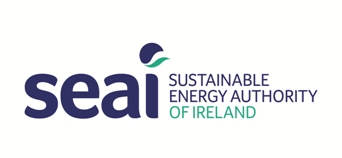 seai
SUSTAINABLE
ENERGY AUTHORITY
OF IRELAND